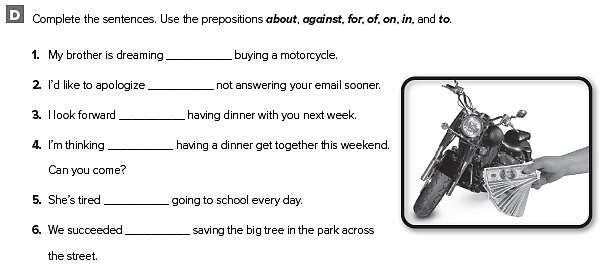 D Complete the sentences. Use the prepositions about, against, for, of, on, in, and to.
1. My brother is dreaming __________ buying a motorcycle.
2. I'd like to apologize __________ not answering your email sooner.
3. I look forward __________ having dinner with you next week.
4. I'm thinking __________ having a dinner get together this weekend.
Can you come?
5. She's tired __________ going to school every day.
6. We succeeded __________ saving the big tree in the park across
the street.